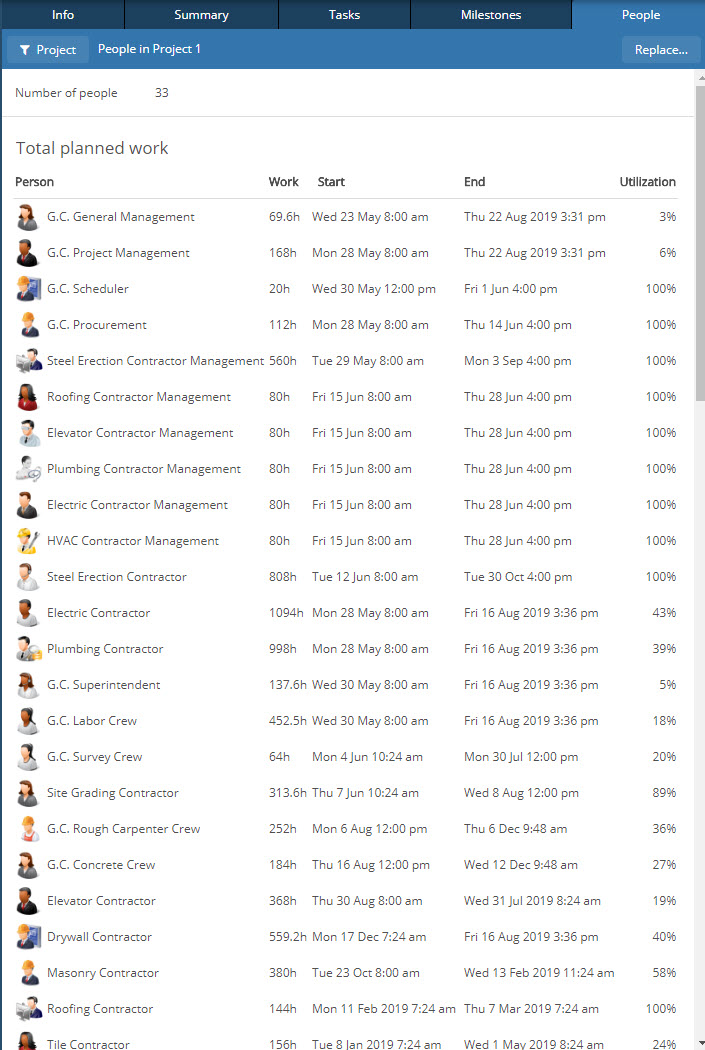 Info Summary Tasks Milestones People
Project People in Project 1 Replace...
Number of people 33
Total planned work
Person Work Start End Utilization
G.C. General Management 69.6h Wed 23 May 8:00 am Thu 22 Aug 2019 3:31 pm 3%
G.C. Project Management 168h Mon 28 May 8:00 am Thu 22 Aug 2019 3:31 pm 6%
G.C. Scheduler 20h Wed 30 May 12:00 pm Fri 1 Jun 4:00 pm 100%
G.C. Procurement 112h Mon 28 May 8:00 am Thu 14 Jun 4:00 pm 100%
Steel Erection Contractor Management 560h Tue 29 May 8:00 am Mon 3 Sep 4:00 pm 100%
Roofing Contractor Management 80h Fri 15 Jun 8:00 am Thu 28 Jun 4:00 pm 100%
Elevator Contractor Management 80h Fri 15 Jun 8:00 am Thu 28 Jun 4:00 pm 100%
Plumbing Contractor Management 80h Fri 15 Jun 8:00 am Thu 28 Jun 4:00 pm 100%
Electric Contractor Management 80h Fri 15 Jun 8:00 am Thu 28 Jun 4:00 pm 100%
HVAC Contractor Management 80h Fri 15 Jun 8:00 am Thu 28 Jun 4:00 pm 100%
Steel Erection Contractor 808h Tue 12 Jun 8:00 am Tue 30 Oct 4:00 pm 100%
Electric Contractor 1094h Mon 28 May 8:00 am Fri 16 Aug 2019 3:36 pm 43%
Plumbing Contractor 998h Mon 28 May 8:00 am Fri 16 Aug 2019 3:36 pm 39%
G.C. Superintendent 137.6h Wed 30 May 8:00 am Fri 16 Aug 2019 3:36 pm 5%
G.C. Labor Crew 452.5h Wed 30 May 8:00 am Fri 16 Aug 2019 3:36 pm 18%
G.C. Survey Crew 64h Mon 4 Jun 10:24 am Mon 30 Jul 12:00 pm 20%
Site Grading Contractor 313.6h Thu 7 Jun 10:24 am Wed 8 Aug 12:00 pm 89%
G.C. Rough Carpenter Crew 252h Mon 6 Aug 12:00 pm Thu 6 Dec 9:48 am 36%
G.C. Concrete Crew 184h Thu 16 Aug 12:00 pm Wed 12 Dec 9:48 am 27%
Elevator Contractor 368h Thu 30 Aug 8:00 am Wed 31 Jul 2019 8:24 am 19%
Drywall Contractor 559.2h Mon 17 Dec 7:24 am Fri 16 Aug 2019 3:36 pm 40%
Masonry Contractor 380h Tue 23 Oct 8:00 am Wed 13 Feb 2019 11:24 am 58%
Roofing Contractor 144h Mon 11 Feb 2019 7:24 am Thu 7 Mar 2019 7:24 am 100%
Tile Contractor 156h Tue 8 Jan 2019 7:24 am Wed 1 May 2019 8:24 am 24%